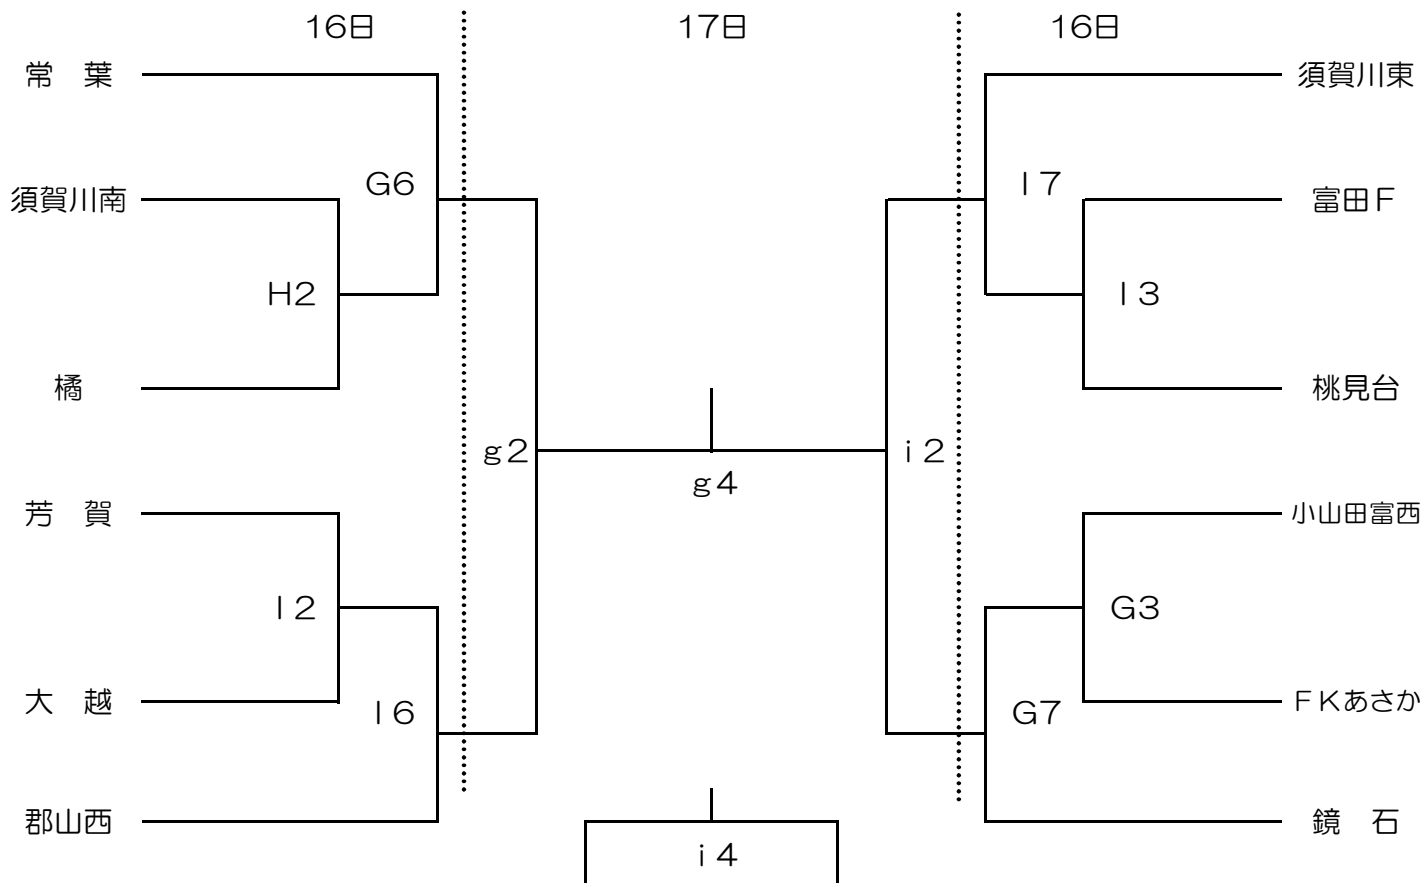 16日 17日 16日
常　葉 須賀川東
G6 I7
須賀川南 富田F
H2 I3
橘 桃見台
g2 i2
g4
芳　賀 小山田富西
I2 G3
大　越 FKあさか
I6 G7
郡山西 鏡　石
i4